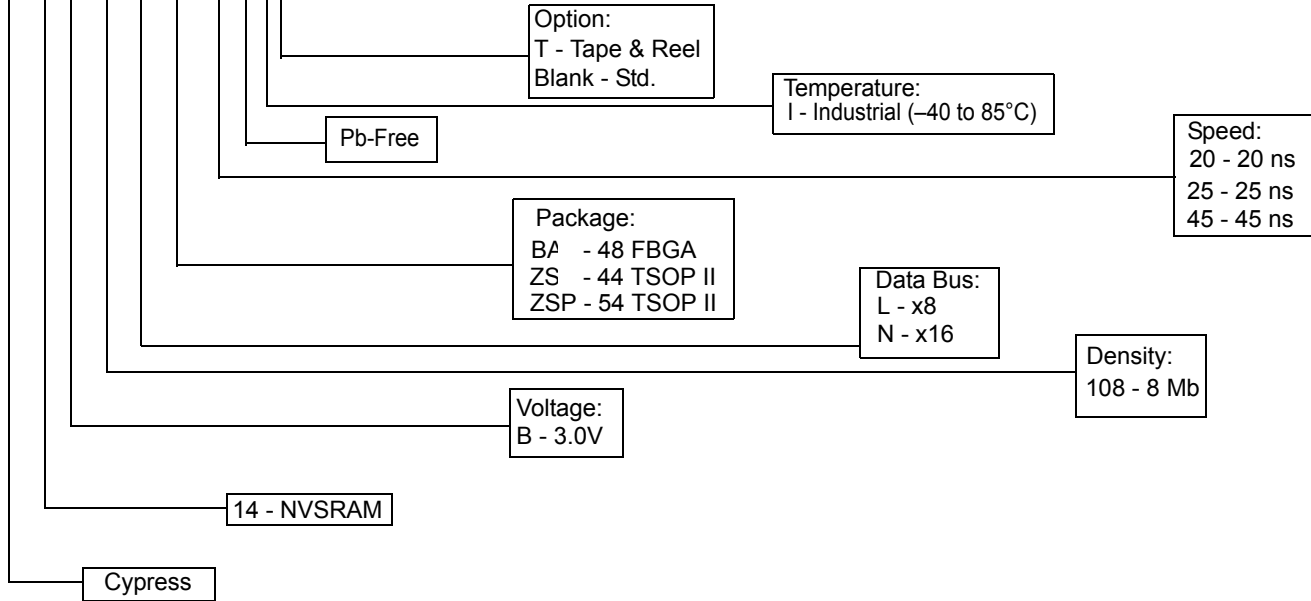 Option:
T - Tape & Reel
Blank - Std.
Temperature:
I - Industrial (–40 to 85°C)
Pb-Free
Speed:
20 - 20 ns
25 - 25 ns
45 - 45 ns
Package:
BA - 48 FBGA
ZS - 44 TSOP II
ZSP - 54 TSOP II
Data Bus:
L - x8
N - x16
Density:
108 - 8 Mb
Voltage:
B - 3.0V
14 - NVSRAM
Cypress